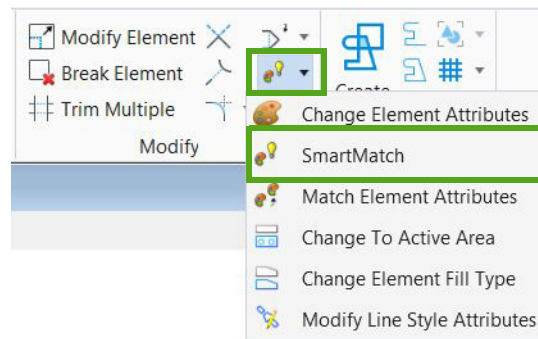 Modify Element
Break Element
Trim Multiple
Modify
Create
Change Element Attributes
SmartMatch
Match Element Attributes
Change To Active Area
Change Element Fill Type
Modify Line Style Attributes